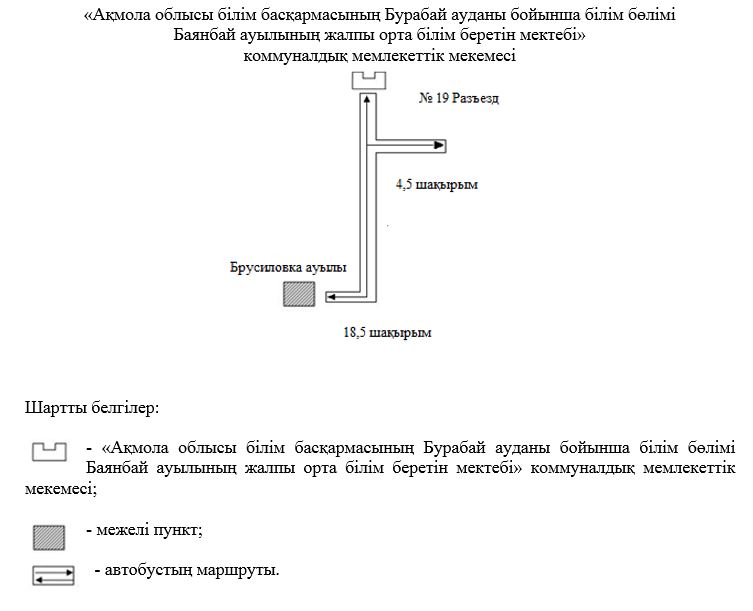 «Ақмола облысы білім басқармасының Бурабай ауданы бойынша білім бөлімі
Баянбай ауылының жалпы орта білім беретін мектебі»
коммуналдық мемлекеттік мекемесі
№ 19 Разъезд
4,5 шақырым
Брусиловка ауылы
18,5 шақырым
Шартты белгілер:
- «Ақмола облысы білім басқармасының Бурабай ауданы бойынша білім бөлімі
Баянбай ауылының жалпы орта білім беретін мектебі» коммуналдық мемлекеттік
мекемесі;
- межелі пункт;
- автобустың маршруты.